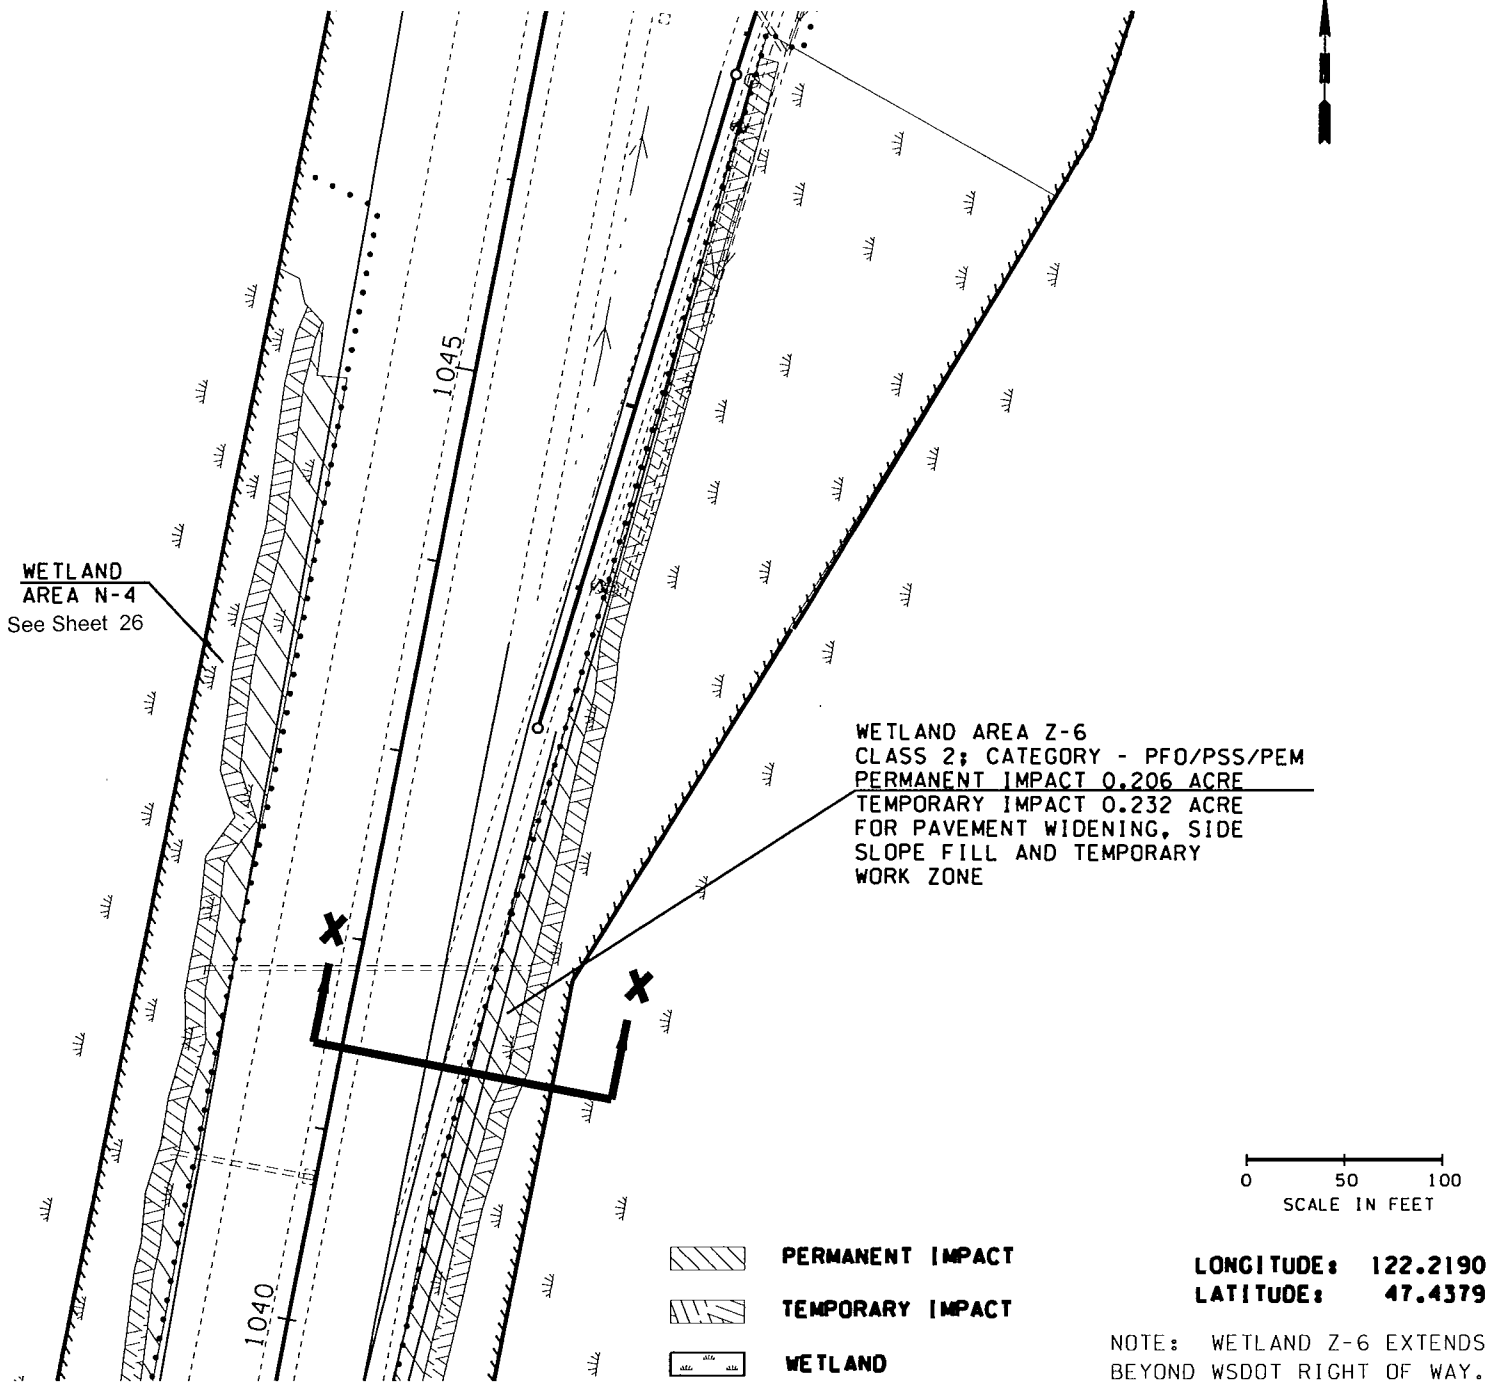 1045
WETLAND
AREA N-4
See Sheet 26
WETLAND AREA Z-6
CLASS 2; CATEGORY - PFO/PSS/PEM
PERMANENT IMPACT 0.206 ACRE
TEMPORARY IMPACT 0.232 ACRE
FOR PAVEMENT WIDENING, SIDE
SLOPE FILL AND TEMPORARY
WORK ZONE
X
X
0 50 100
SCALE IN FEET
PERMANENT IMPACT
TEMPORARY IMPACT
WETLAND
1040
LONGITUDE: 122.2190
LATITUDE: 47.4379
NOTE: WETLAND Z-6 EXTENDS
BEYOND WSDOT RIGHT OF WAY.